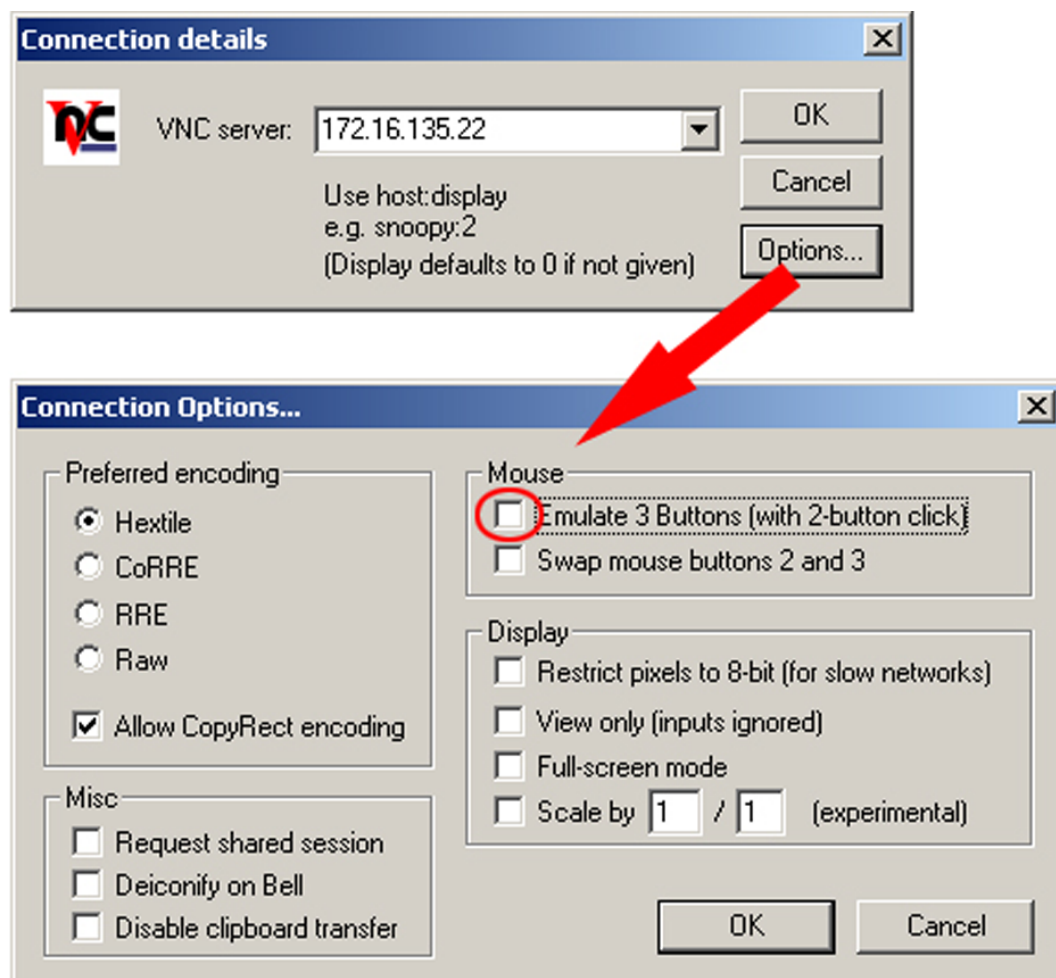 Connection details
VNC
VNC server:
172.16.135.22
OK
Use host:display
e.g. snoopy:2
(Display defaults to 0 if not given)
Cancel
Options...
Connection Options...
Preferred encoding
Hextile
CoRRE
RRE
Raw
Allow CopyRect encoding
Misc
Request shared session
Deiconify on Bell
Disable clipboard transfer
Mouse
Emulate 3 Buttons (with 2-button click)
Swap mouse buttons 2 and 3
Display
Restrict pixels to 8-bit (for slow networks)
View only (inputs ignored)
Full-screen mode
Scale by 1 / 1 (experimental)
OK
Cancel